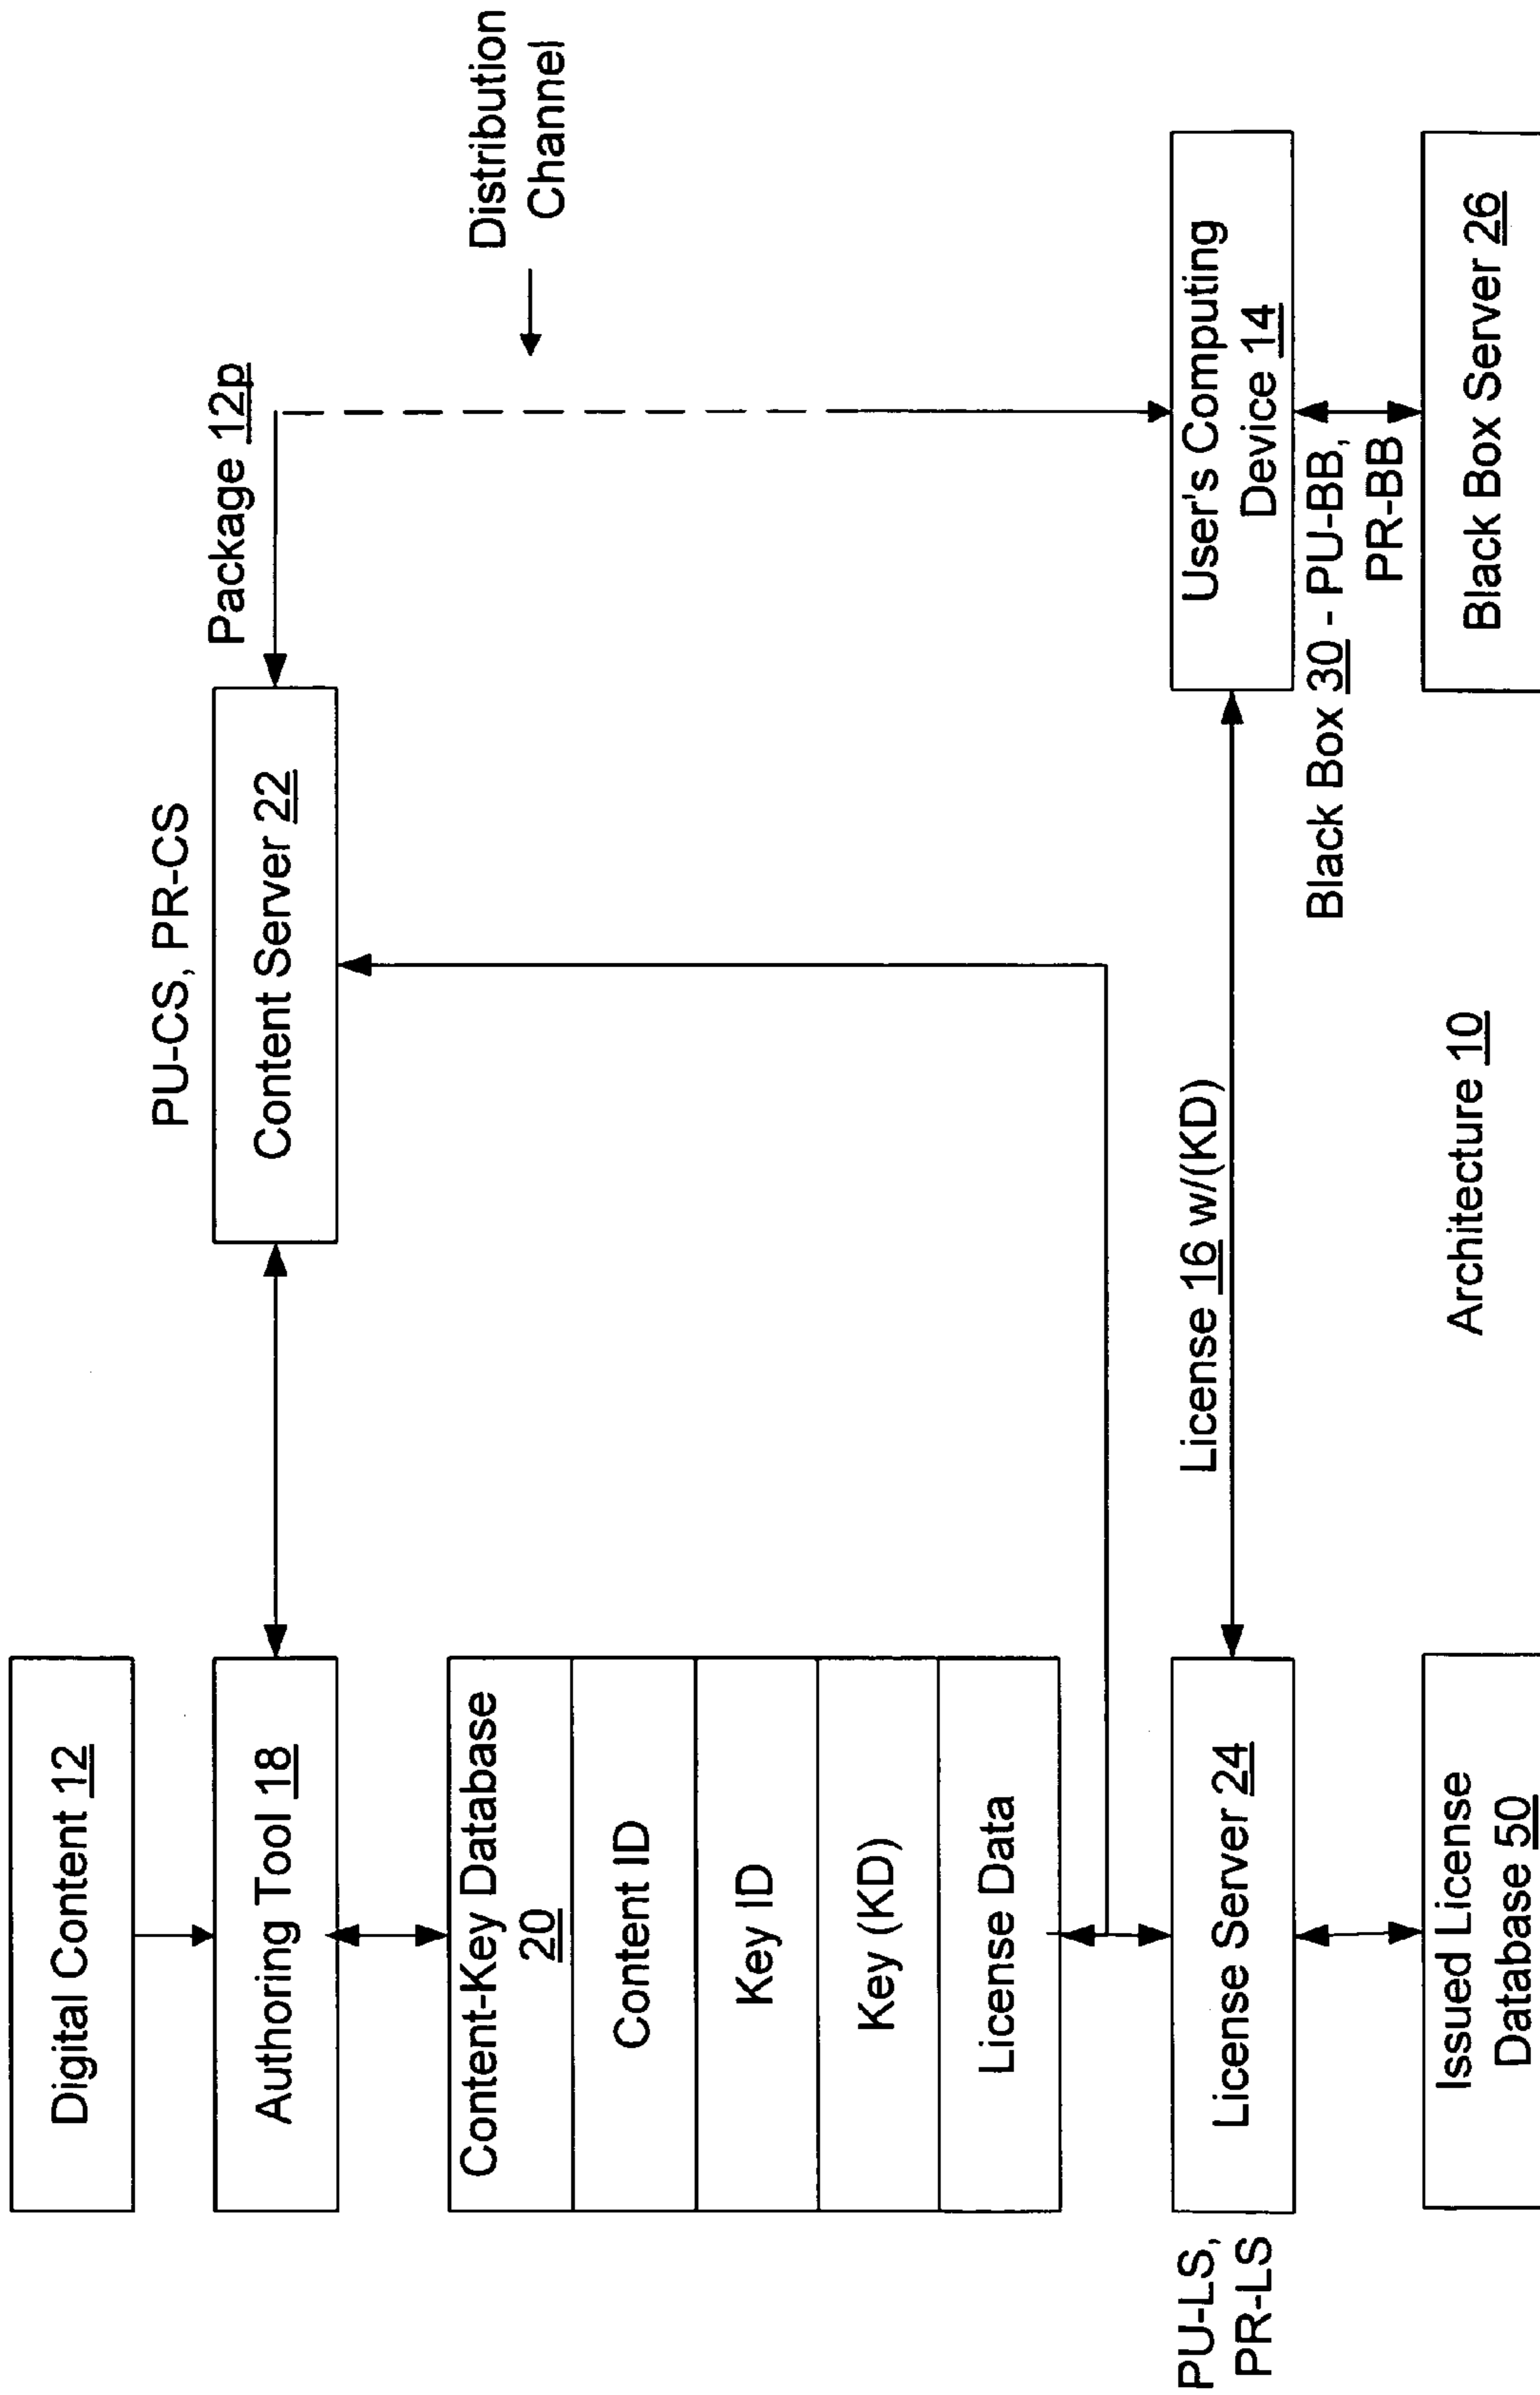 Digital Content 12
Authoring Tool 18
Content-Key Database
20
Content ID
Key ID
Key (KD)
License Data
PU-LS,
PR-LS
License Server 24
Issued License
Database 50
PU-CS, PR-CS
Content Server 22
Package 12p
Distribution
Channel
License 16 w/(KD)
User's Computing
Device 14
Black Box 30 - PU-BB,
PR-BB
Black Box Server 26
Architecture 10